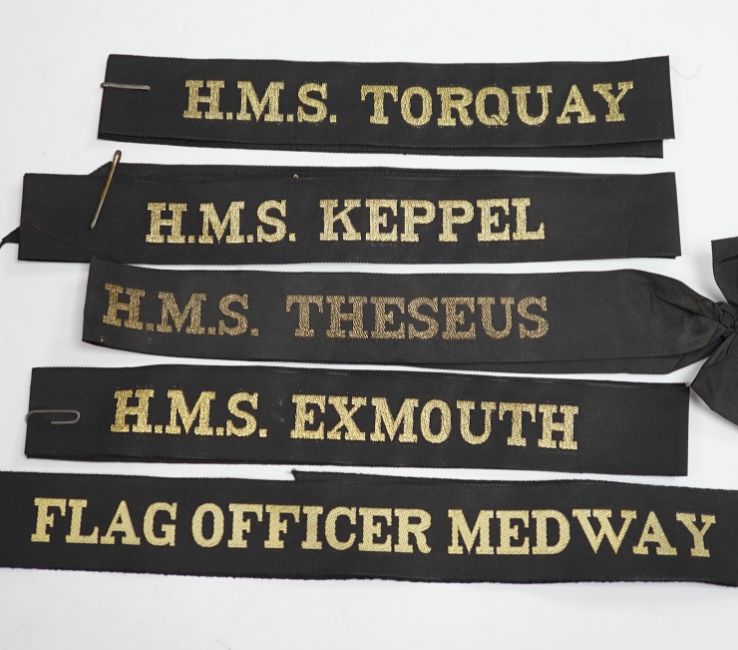 H.M.S. TORQUAY
H.M.S. KEPPEL
H.M.S. THESEUS
H.M.S. EXMOUTH
FLAG OFFICER MEDWAY